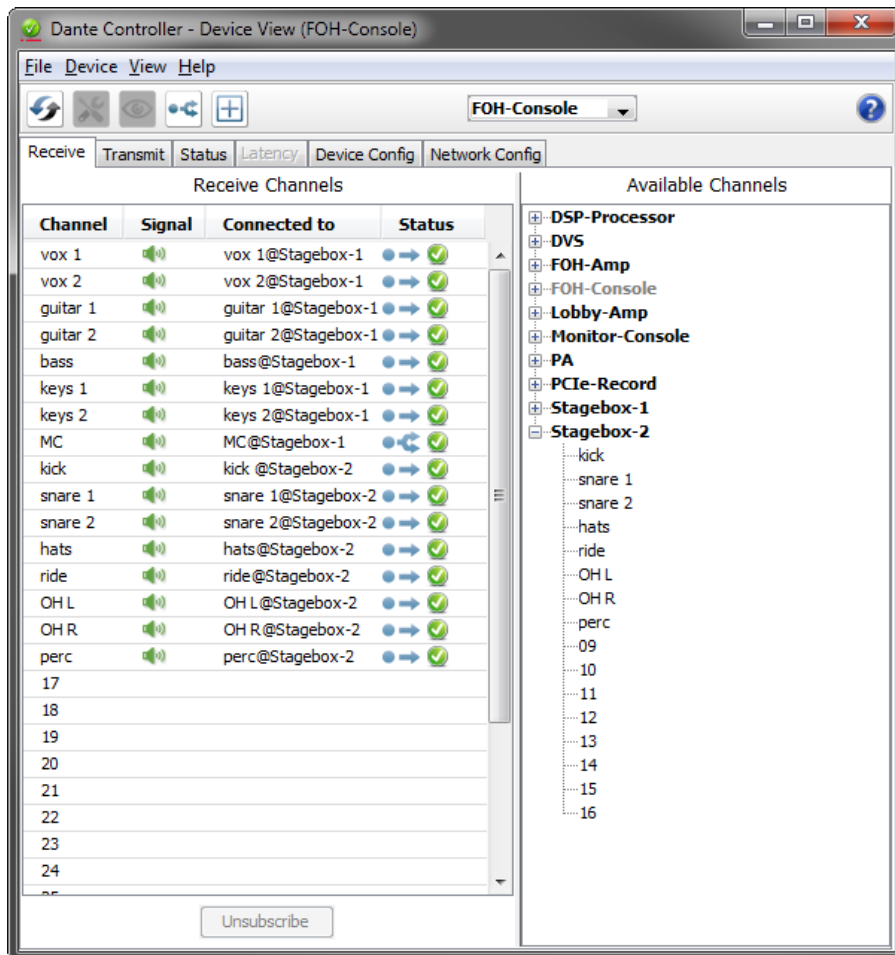 Dante Controller - Device View (FOH-Console)
File Device View Help
FOH-Console
Receive Transmit Status Latency Device Config Network Config
Receive Channels
Channel Signal Connected to Status
vox 1 vox 1@Stagebox-1
vox 2 vox 2@Stagebox-1
guitar 1 guitar 1@Stagebox-1
guitar 2 guitar 2@Stagebox-1
bass bass@Stagebox-1
keys 1 keys 1@Stagebox-1
keys 2 keys 2@Stagebox-1
MC MC@Stagebox-1
kick kick @Stagebox-2
snare 1 snare 1@Stagebox-2
snare 2 snare 2@Stagebox-2
hats hats@Stagebox-2
ride ride@Stagebox-2
OH L OH L@Stagebox-2
OH R OH R@Stagebox-2
perc perc@Stagebox-2
17
18
19
20
21
22
23
24
Unsubscribe
Available Channels
DSP-Processor
DVS
FOH-Amp
FOH-Console
Lobby-Amp
Monitor-Console
PA
PCIe-Record
Stagebox-1
Stagebox-2
kick
snare 1
snare 2
hats
ride
OH L
OH R
perc
09
10
11
12
13
14
15
16